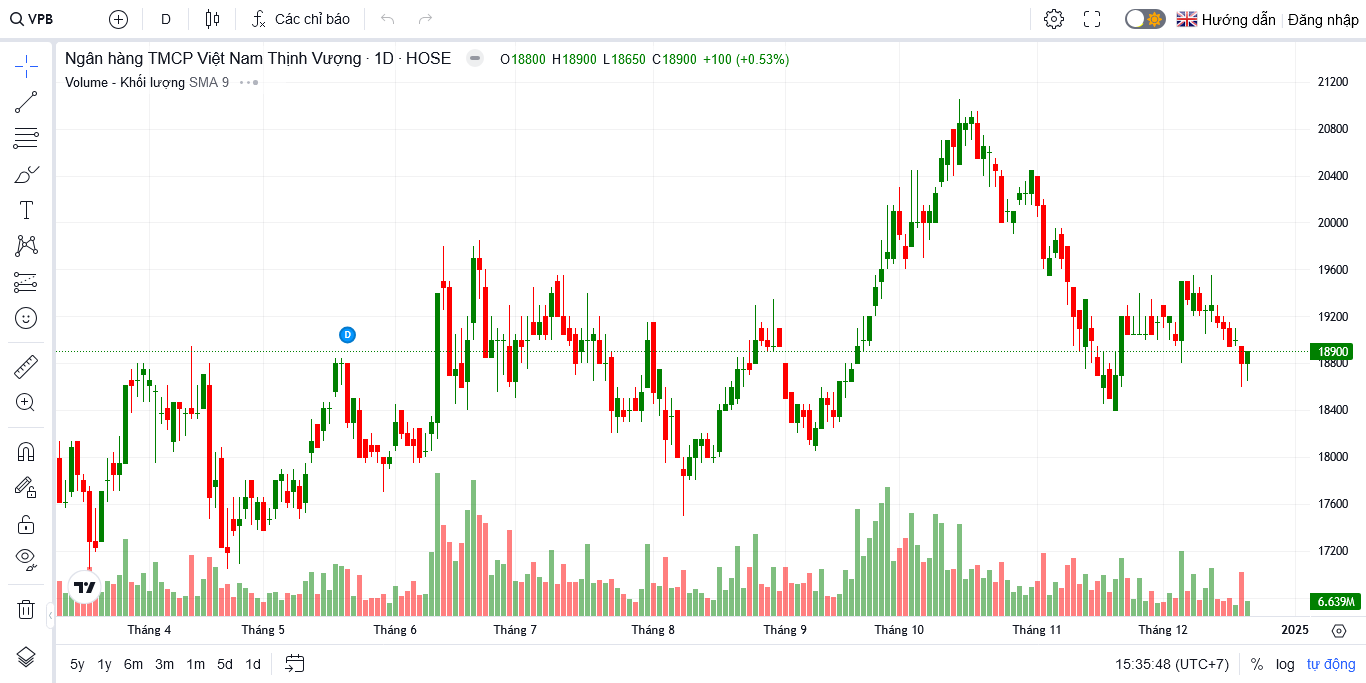 VPB D Các chỉ báo Hướng dẫn Đăng nhập
Ngân hàng TMCP Việt Nam Thịnh Vượng · 1D · HOSE O18800 H18900 L18650 C18900 +100 (+0.53%)
Volume - Khối lượng SMA 9
21200
20800
20400
20000
19600
19200
18900
18800
18400
18000
17600
17200
6.639M
D
Tháng 4 Tháng 5 Tháng 6 Tháng 7 Tháng 8 Tháng 9 Tháng 10 Tháng 11 Tháng 12 2025
5y 1y 6m 3m 1m 5d 1d 15:35:48 (UTC+7) % log tự động